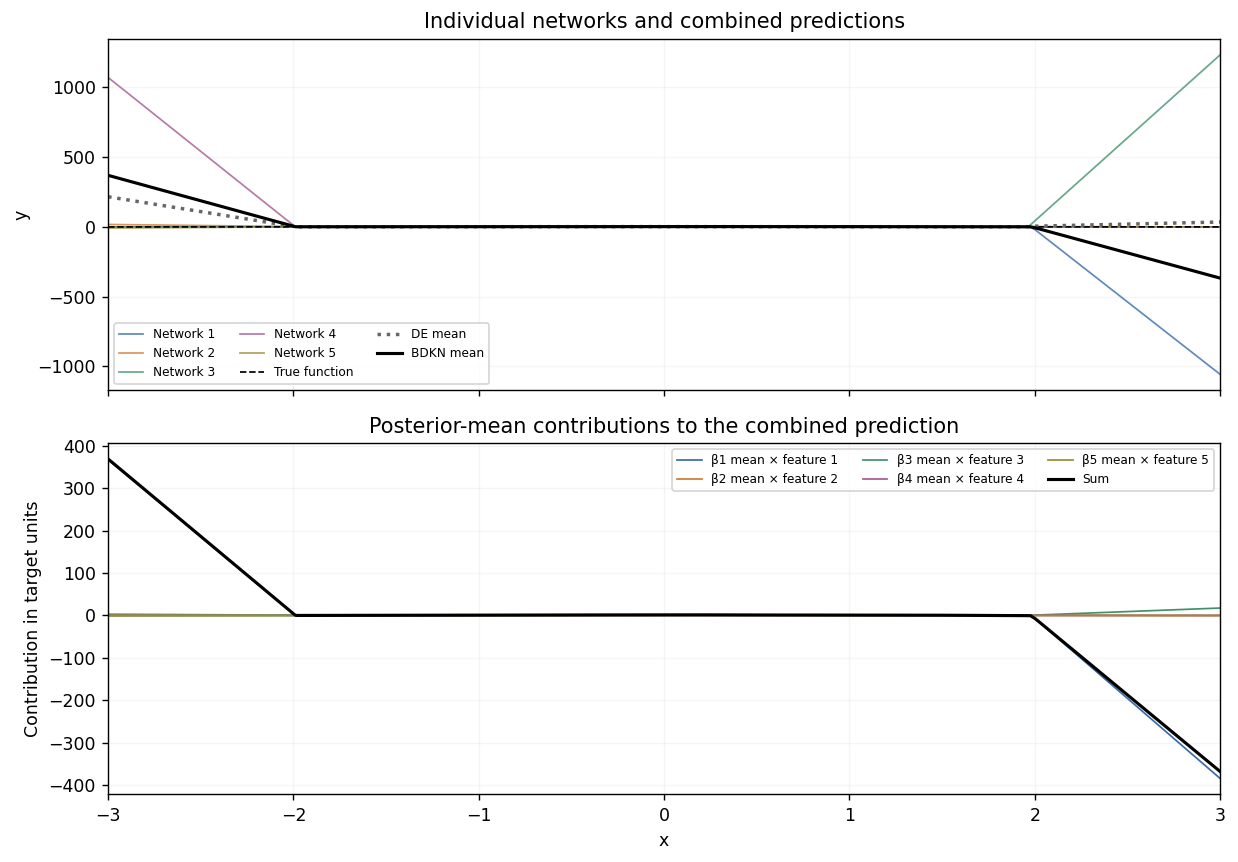 Individual networks and combined predictions
1000
500
0
−500
−1000
y
Network 1 Network 4 DE mean
Network 2 Network 5 BDKN mean
Network 3 True function
Posterior-mean contributions to the combined prediction
400
300
200
100
0
−100
−200
−300
−400
Contribution in target units
β1 mean × feature 1 β3 mean × feature 3 β5 mean × feature 5
β2 mean × feature 2 β4 mean × feature 4 Sum
−3 −2 −1 0 1 2 3
x